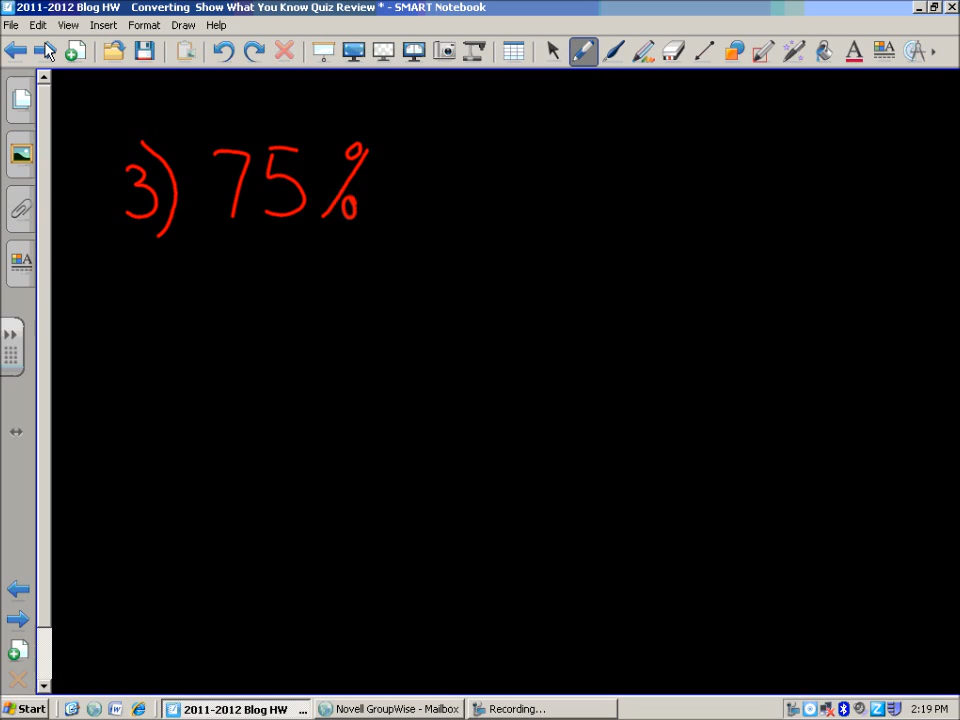 2011-2012 Blog HW Converting Show What You Know Quiz Review * - SMART Notebook
File Edit View Insert Format Draw Help
3) 75%
Start 2011-2012 Blog HW ... Novell GroupWise - Mailbox Recording... 2:19 PM